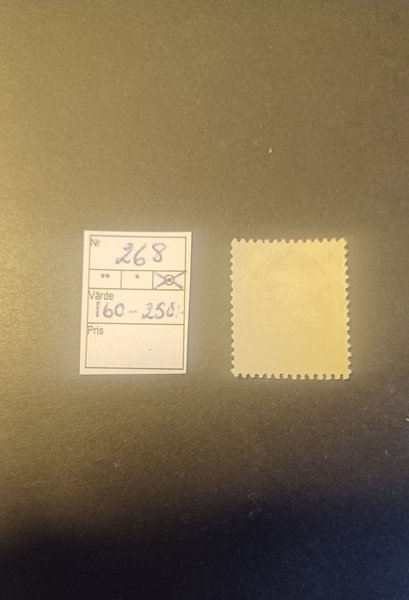 Nr 268
** * ⊙
Värde
160 - 250:-
Pris